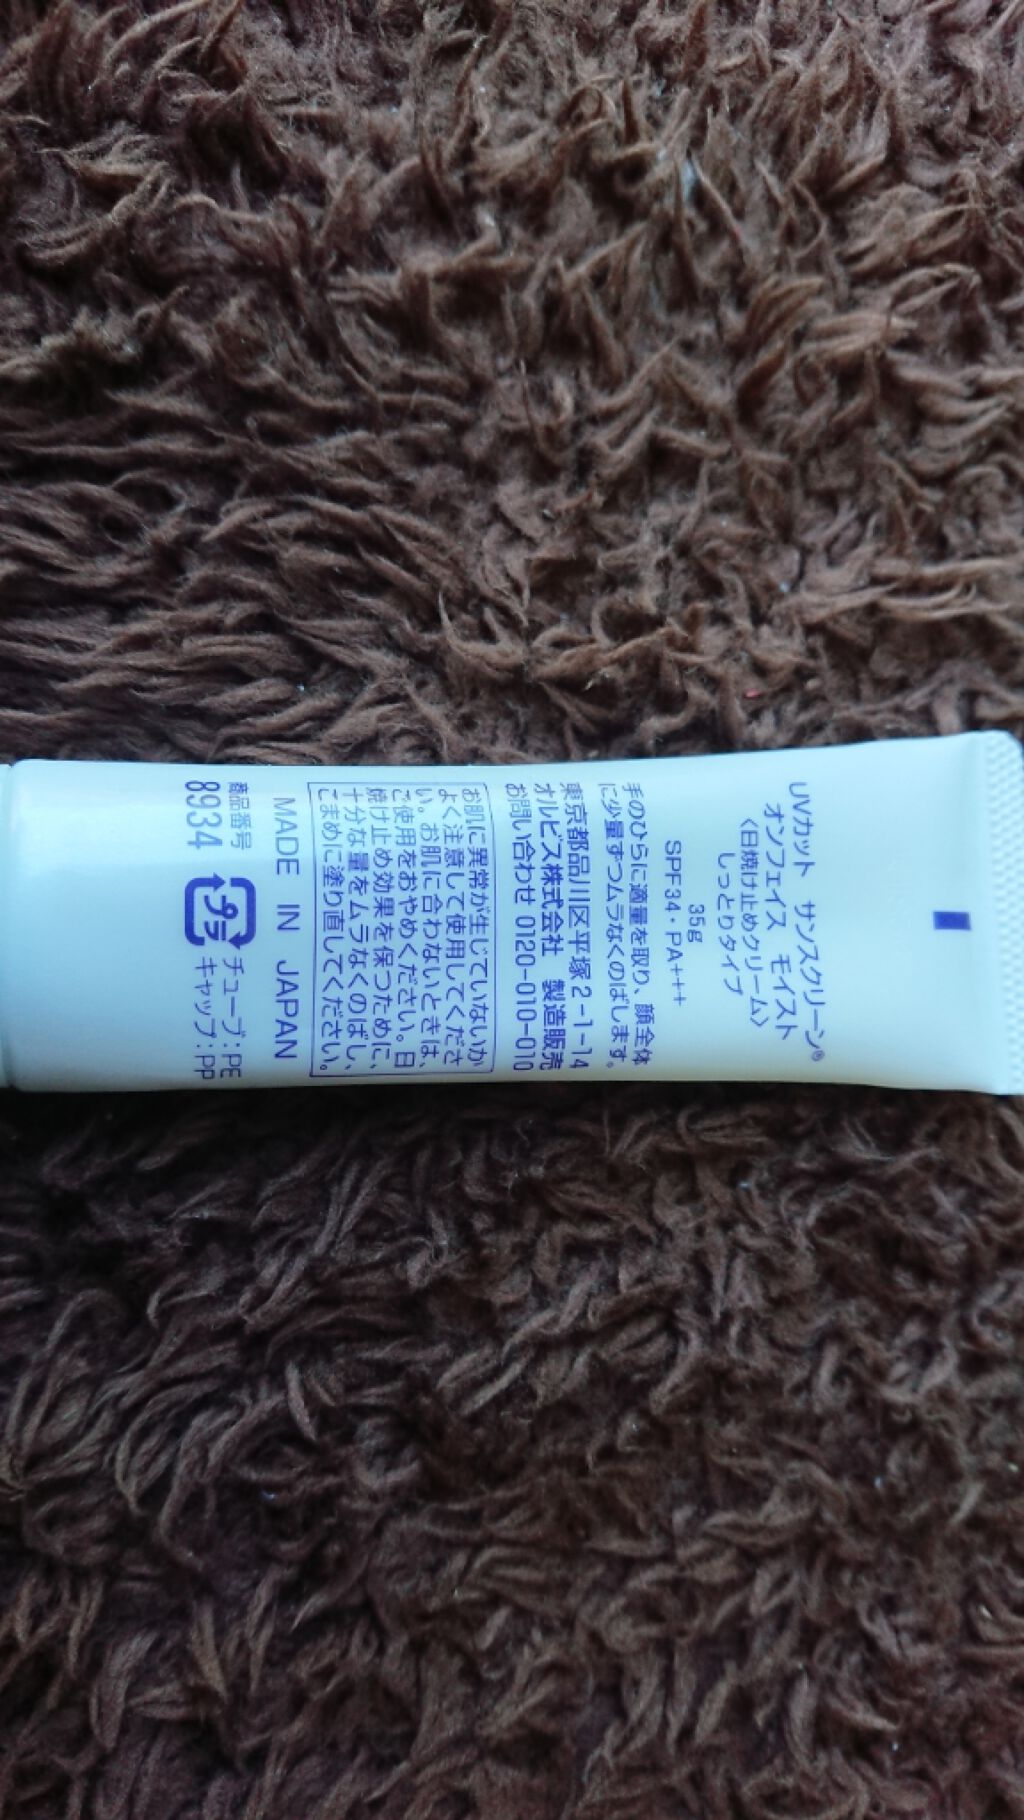 UVカット サンスクリーン®
オンフェイス モイスト
〈日焼け止めクリーム〉
しっとりタイプ
35g
SPF34・PA+++
手のひらに適量を取り、顔全体
に少量ずつムラなくのばします。
東京都品川区平塚2-1-14
オルビス株式会社 製造販売
お問い合わせ 0120-010-010
お肌に異常が生じていないか
よく注意して使用してくださ
い。お肌に合わないときは、
ご使用をおやめください。日
焼け止め効果を保つために、
十分な量をムラなくのばし、
こまめに塗り直してください。
MADE IN JAPAN
商品番号
8934
プラ
チューブ:PE
キャップ:PP